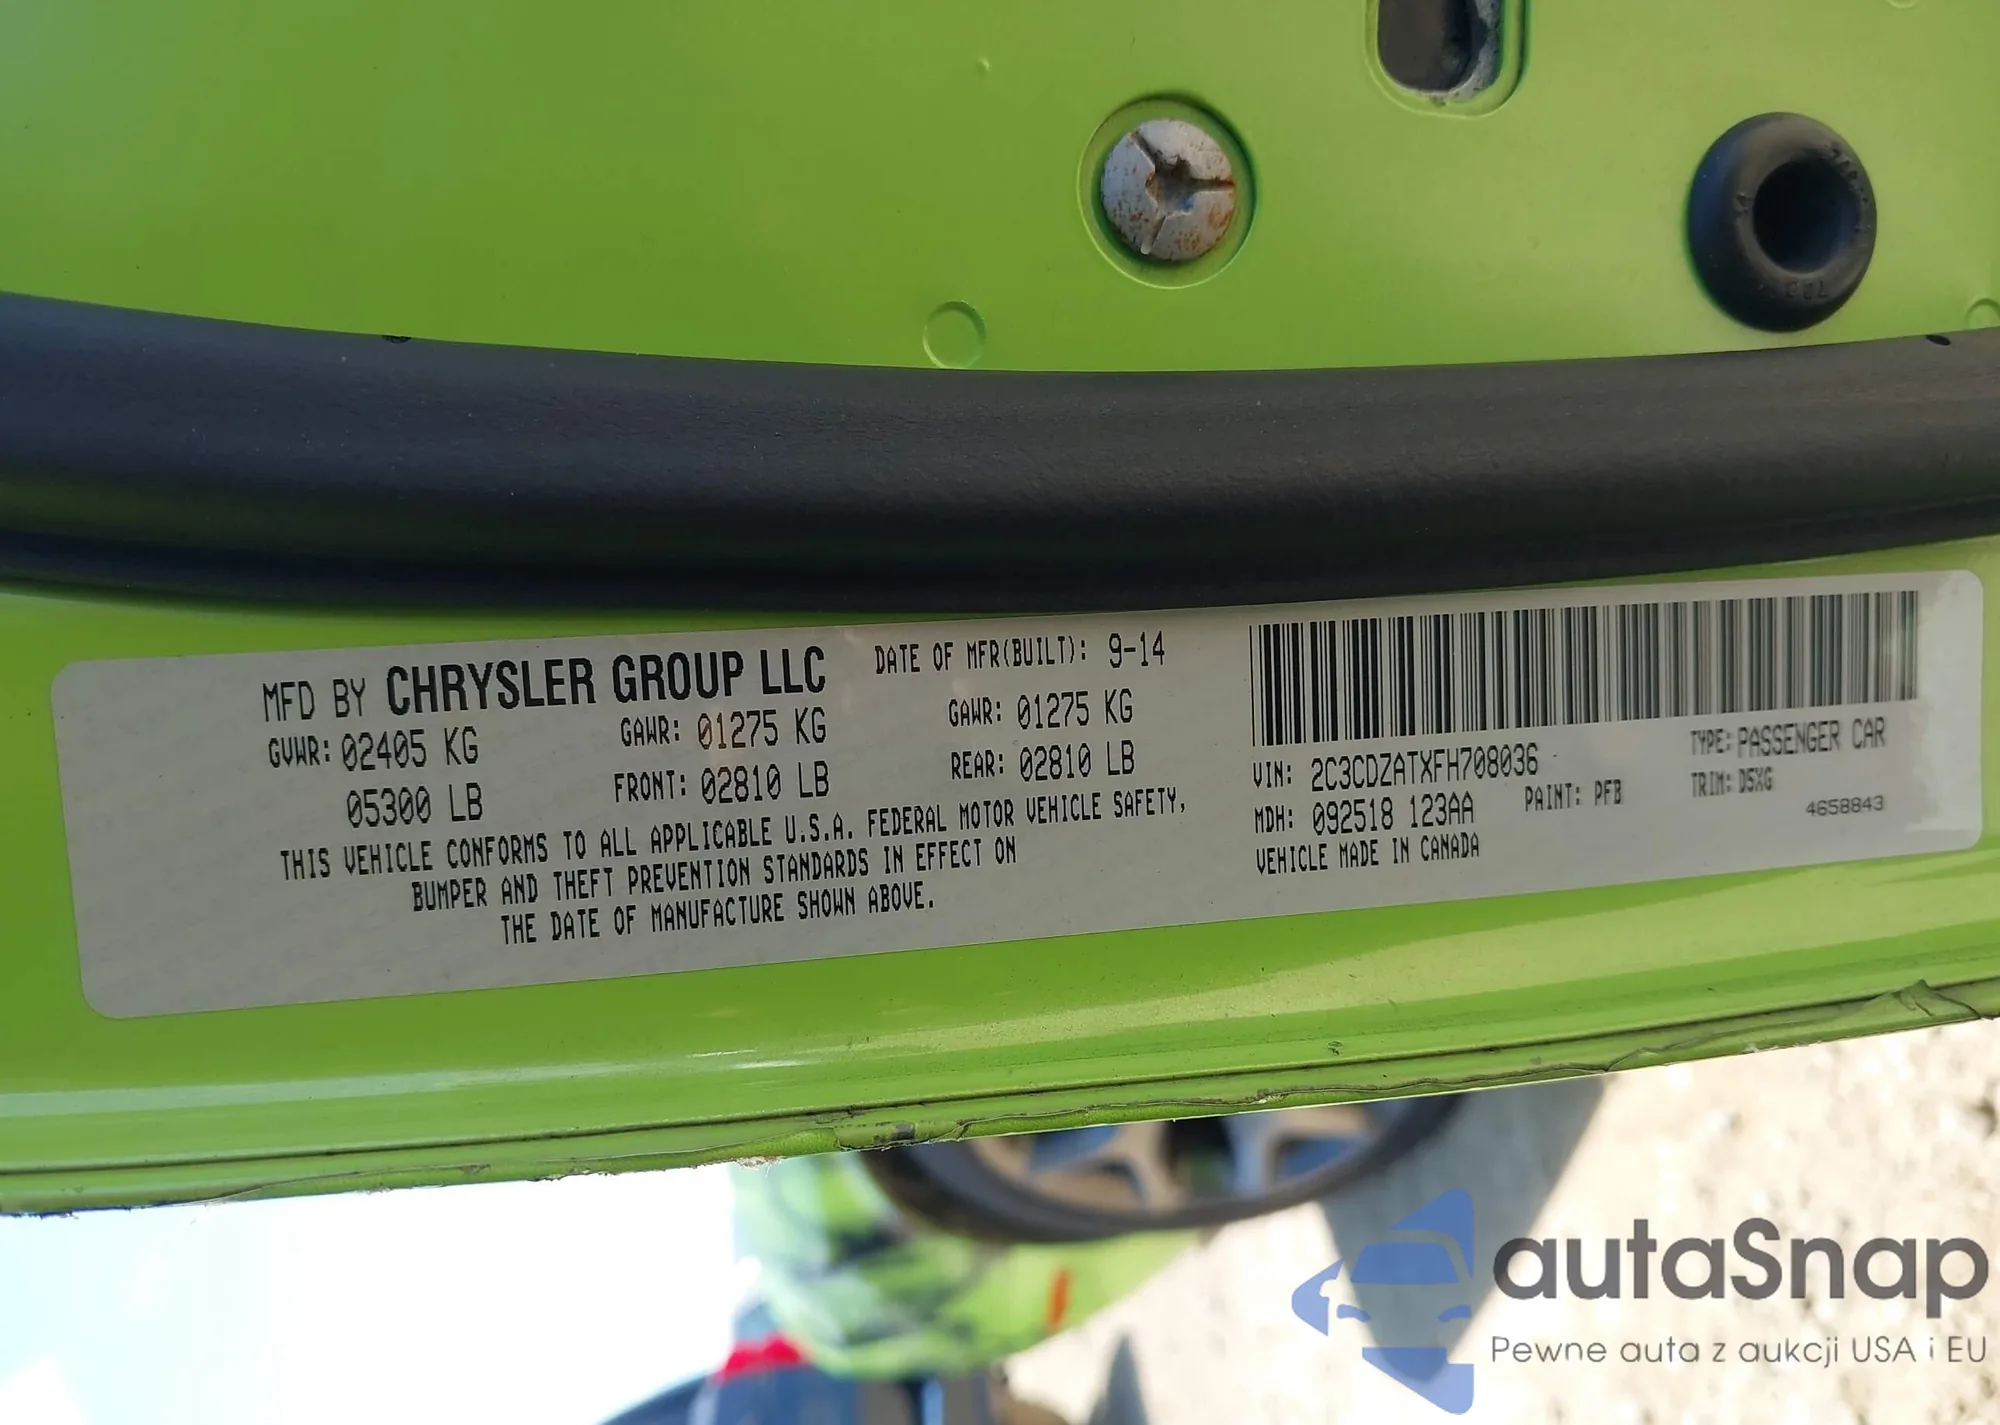 MFD BY CHRYSLER GROUP LLC
DATE OF MFR(BUILT): 9-14
GVWR: 02405 KG
05300 LB
GAWR: 01275 KG
FRONT: 02810 LB
GAWR: 01275 KG
REAR: 02810 LB
THIS VEHICLE CONFORMS TO ALL APPLICABLE U.S.A. FEDERAL MOTOR VEHICLE SAFETY,
BUMPER AND THEFT PREVENTION STANDARDS IN EFFECT ON
THE DATE OF MANUFACTURE SHOWN ABOVE.
VIN: 2C3CDZATXFH708036
TYPE: PASSENGER CAR
MDH: 092518 123AA
PAINT: PFB
TRIM: D5XG
VEHICLE MADE IN CANADA
4658843
autaSnap
Pewne auta z aukcji USA i EU